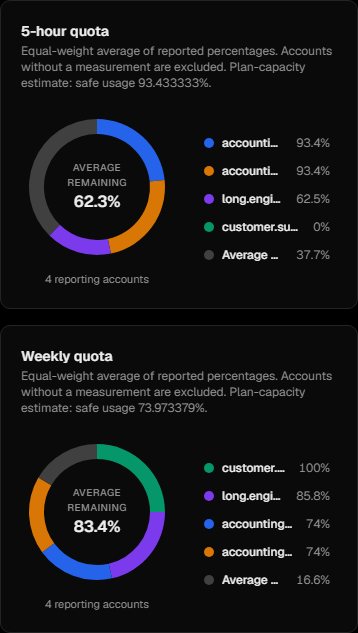 5-hour quota
Equal-weight average of reported percentages. Accounts
without a measurement are excluded. Plan-capacity
estimate: safe usage 93.433333%.
AVERAGE
REMAINING
62.3%
4 reporting accounts
accounti... 93.4%
accounti... 93.4%
long.engi... 62.5%
customer.su... 0%
Average ... 37.7%
Weekly quota
Equal-weight average of reported percentages. Accounts
without a measurement are excluded. Plan-capacity
estimate: safe usage 73.973379%.
AVERAGE
REMAINING
83.4%
4 reporting accounts
customer.... 100%
long.engi... 85.8%
accounting... 74%
accounting... 74%
Average ... 16.6%